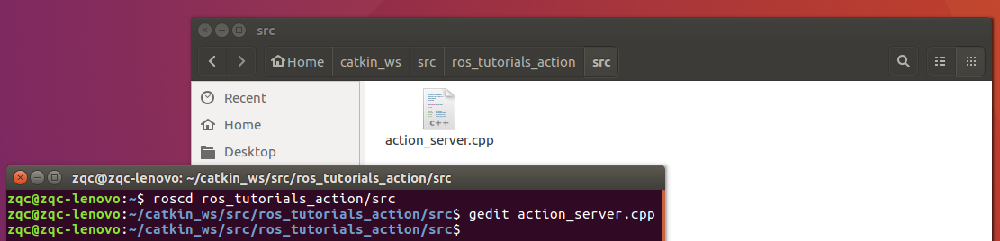 src
Home catkin_ws src ros_tutorials_action src
Recent
Home
Desktop
c++
action_server.cpp
zqc@zqc-lenovo: ~/catkin_ws/src/ros_tutorials_action/src
zqc@zqc-lenovo:~$ roscd ros_tutorials_action/src
zqc@zqc-lenovo:~/catkin_ws/src/ros_tutorials_action/src$ gedit action_server.cpp
zqc@zqc-lenovo:~/catkin_ws/src/ros_tutorials_action/src$